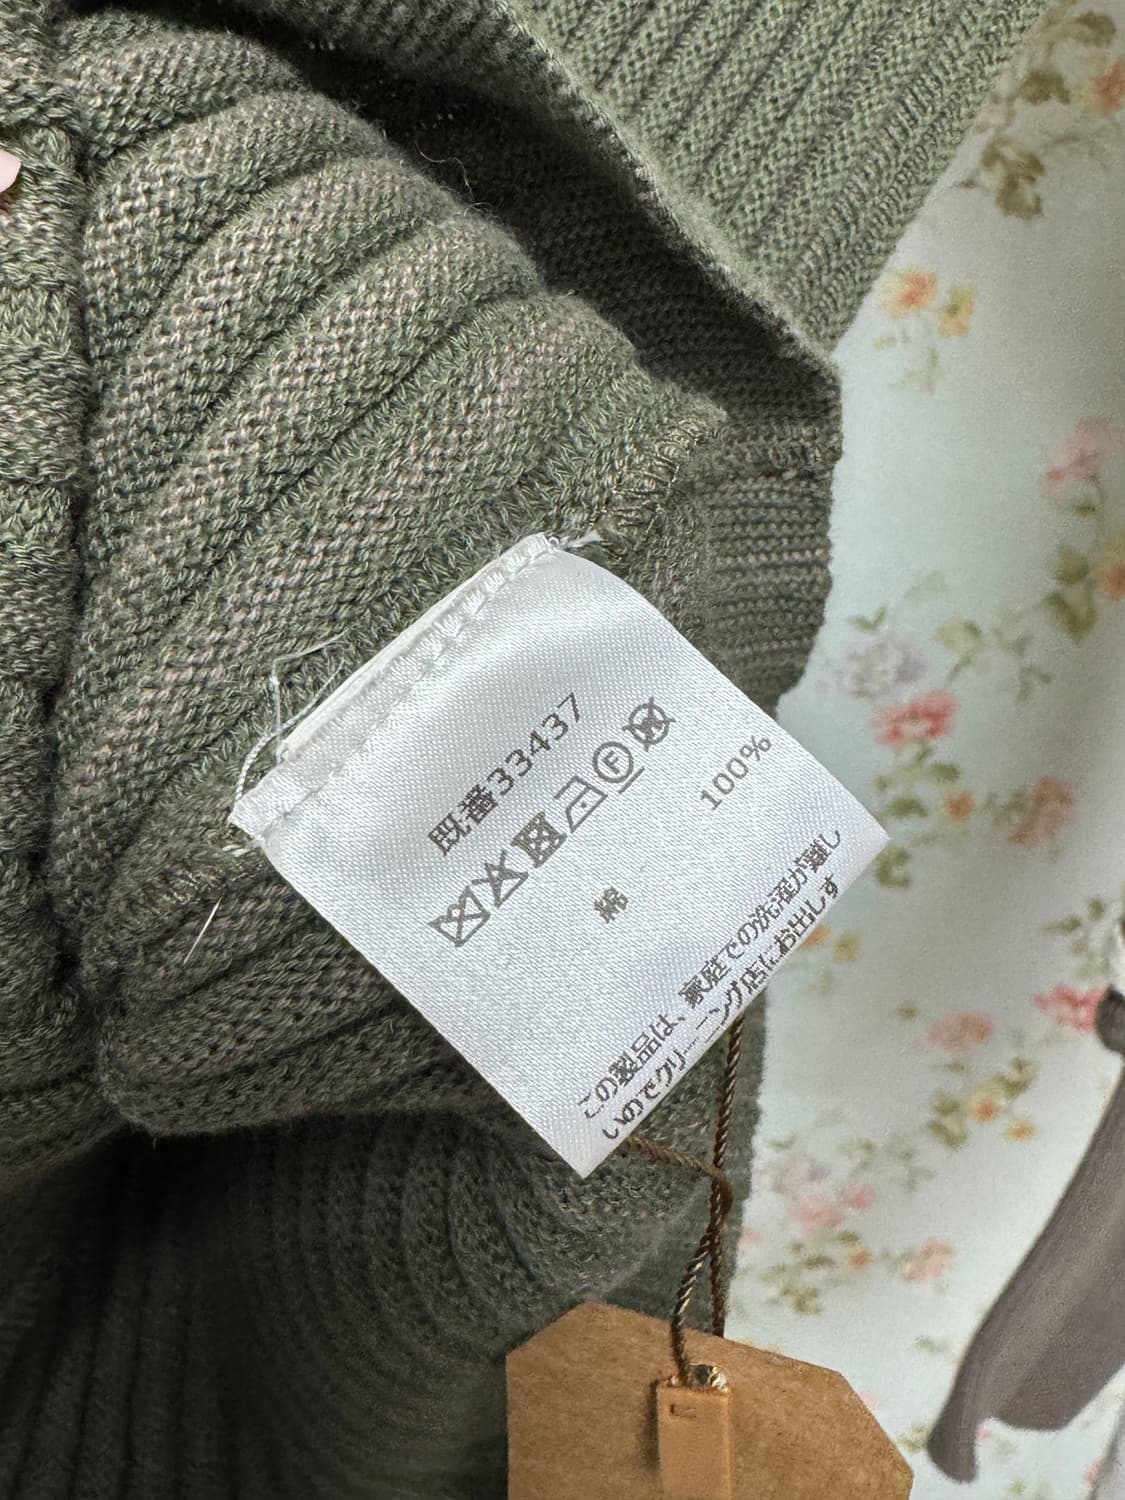 既番33437
綿 100%
この製品は、家庭での洗濯が難し
いのでクリーニング店にお出しす